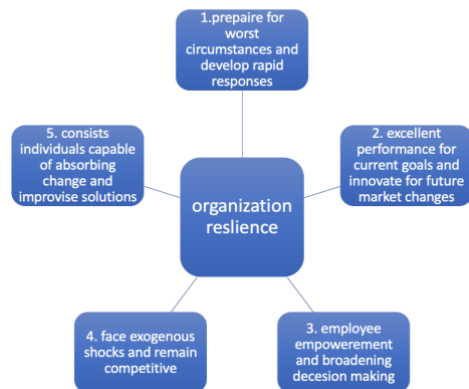 1.prepaire for
worst
circumstances and
develop rapid
responses
2. excellent
performance for
current goals and
innovate for future
market changes
3. employee
empowerement
and broadening
decesion making
4. face exogenous
shocks and remain
competitive
5. consists
individuals capable
of absorbing
change and
improvise solutions
organization
reslience